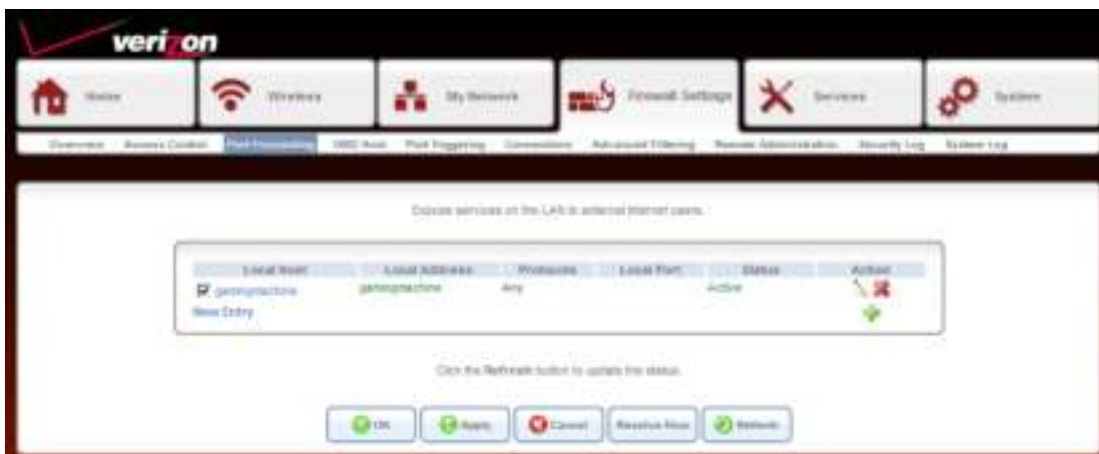 verizon
Home Wireless My Network Firewall Settings Services System
Overview Access Control Port Forwarding DMZ Host Port Triggering Connections Advanced Filtering Remote Administration Security Log System Log
Expose services on the LAN to external Internet users.
Local Host Local Address Protocols Local Port Status Action
gamingmachine gamingmachine Any Active
New Entry
Click the Refresh button to update the status.
OK Apply Cancel Resolve Now Refresh